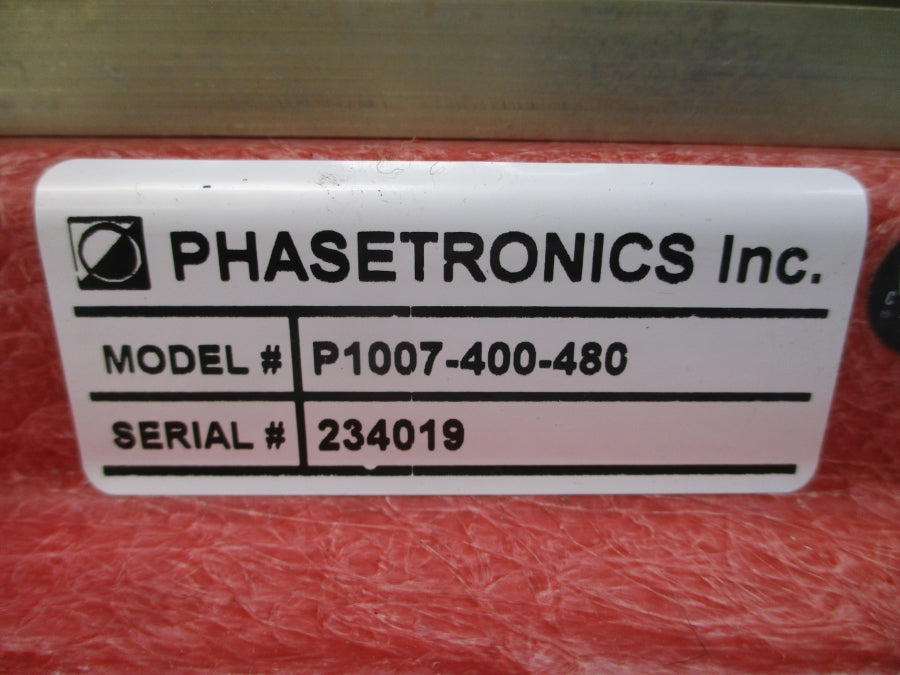 PHASETRONICS Inc.
MODEL # P1007-400-480
SERIAL # 234019